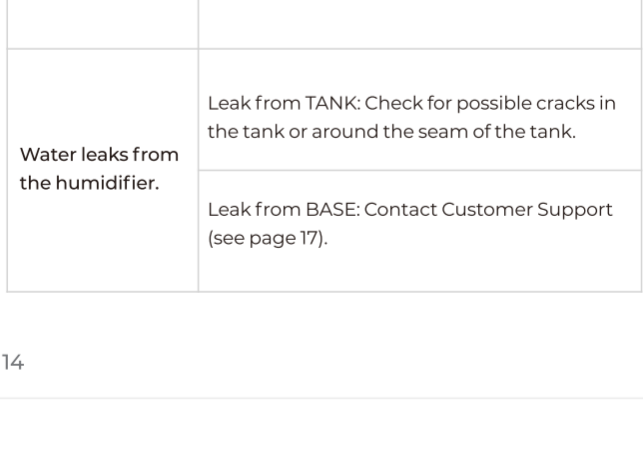 Water leaks from
the humidifier.
Leak from TANK: Check for possible cracks in
the tank or around the seam of the tank.
Leak from BASE: Contact Customer Support
(see page 17).
14